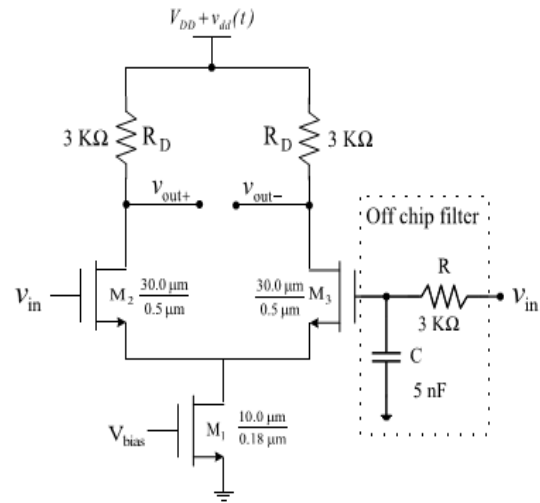 V_DD + v_dd(t)
3 KΩ R_D
R_D 3 KΩ
v_out+
v_out−
Off chip filter
R
3 KΩ
v_in
C
5 nF
v_in
M_2 30.0 μm / 0.5 μm
30.0 μm / 0.5 μm M_3
V_bias
M_1 10.0 μm / 0.18 μm